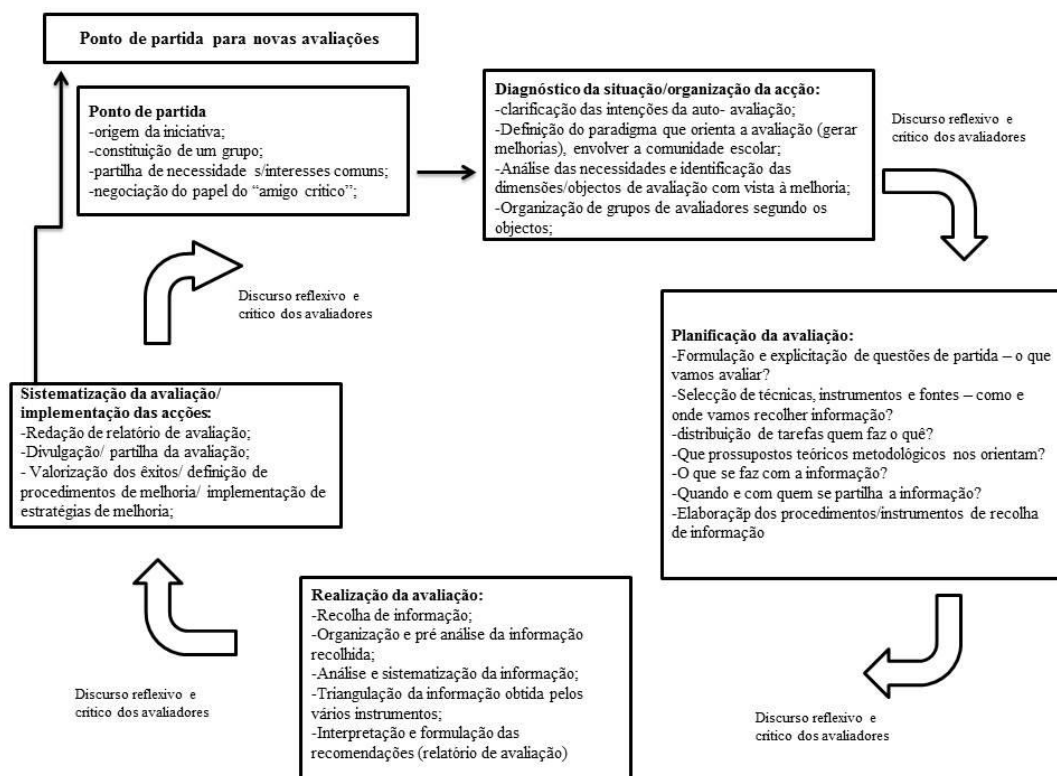 Ponto de partida para novas avaliações
Ponto de partida
-origem da iniciativa;
-constituição de um grupo;
-partilha de necessidade s/interesses comuns;
-negociação do papel do “amigo critico”;
Diagnóstico da situação/organização da acção:
-clarificação das intenções da auto- avaliação;
-Definição do paradigma que orienta a avaliação (gerar
melhorias), envolver a comunidade escolar;
-Análise das necessidades e identificação das
dimensões/objectos de avaliação com vista à melhoria;
-Organização de grupos de avaliadores segundo os
objectos;
Discurso reflexivo e
critico dos avaliadores
Planificação da avaliação:
-Formulação e explicitação de questões de partida – o que
vamos avaliar?
-Selecção de técnicas, instrumentos e fontes – como e
onde vamos recolher informação?
-distribuição de tarefas quem faz o quê?
-Que prossupostos teóricos metodológicos nos orientam?
-O que se faz com a informação?
-Quando e com quem se partilha a informação?
-Elaboraçãp dos procedimentos/instrumentos de recolha
de informação
Discurso reflexivo e
critico dos avaliadores
Realização da avaliação:
-Recolha de informação;
-Organização e pré análise da informação
recolhida;
-Análise e sistematização da informação;
-Triangulação da informação obtida pelos
vários instrumentos;
-Interpretação e formulação das
recomendações (relatório de avaliação)
Discurso reflexivo e
critico dos avaliadores
Sistematização da avaliação/
implementação das acções:
-Redação de relatório de avaliação;
-Divulgação/ partilha da avaliação;
- Valorização dos êxitos/ definição de
procedimentos de melhoria/ implementação de
estratégias de melhoria;
Discurso reflexivo e
critico dos avaliadores